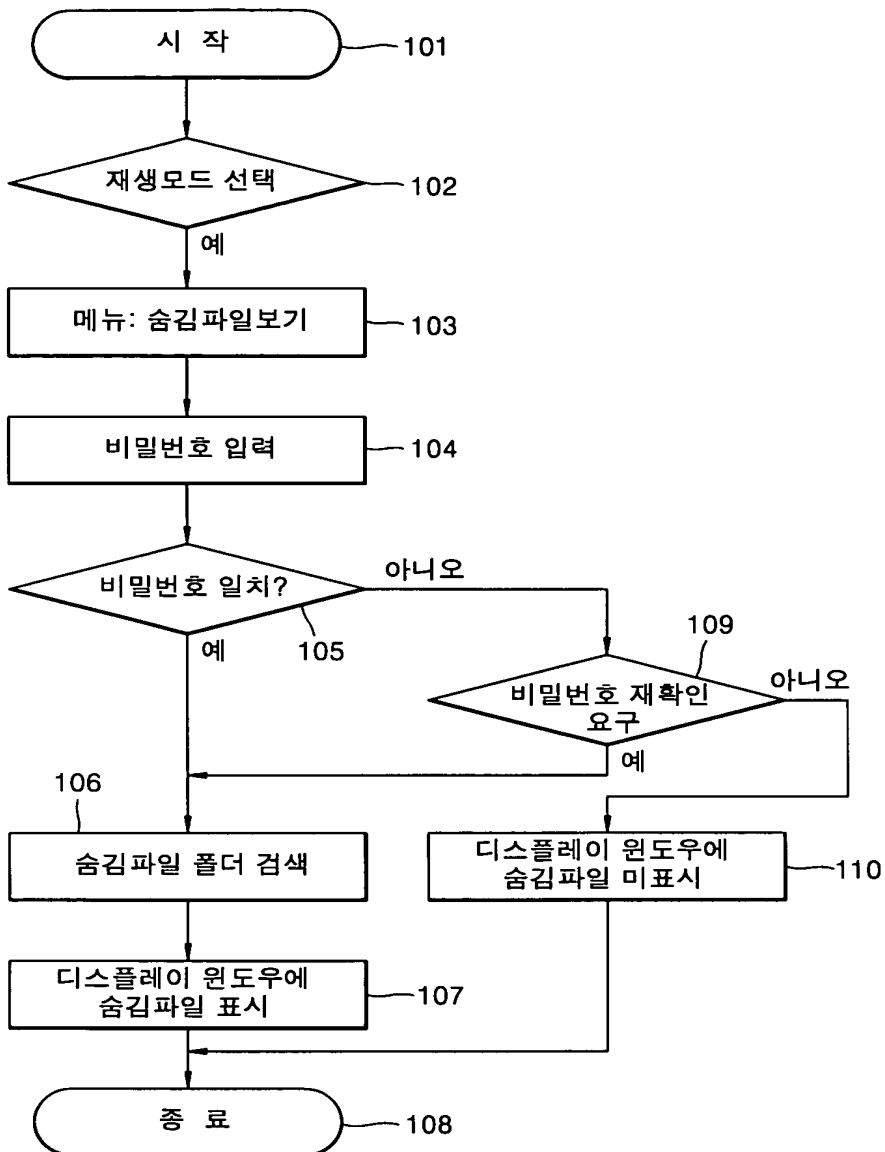 시 작
101
재생모드 선택
102
예
메뉴: 숨김파일보기
103
비밀번호 입력
104
비밀번호 일치?
아니오
105
예
109
비밀번호 재확인
요구
아니오
예
106
숨김파일 폴더 검색
디스플레이 윈도우에
숨김파일 미표시
110
디스플레이 윈도우에
숨김파일 표시
107
종 료
108